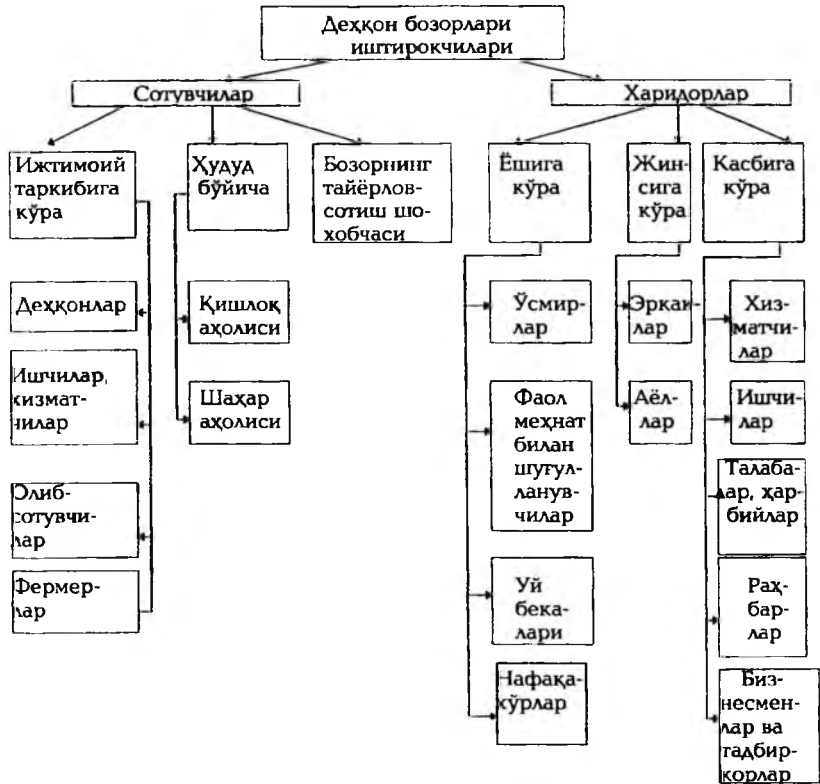 Деҳқон бозорлари
иштирокчилари
Сотувчилар
Харидорлар
Ижтимоий
таркибига
кўра
Ҳудуд
бўйича
Бозорнинг
тайёрлов-
сотиш шо-
хобчаси
Ёшига
кўра
Жин-
сига
кўра
Касбига
кўра
Деҳқонлар
Ишчилар,
хизмат-
чилар
Олиб-
сотувчи-
лар
Фермер-
лар
Қишлоқ
аҳолиси
Шаҳар
аҳолиси
Ўсмир-
лар
Фаол
меҳнат
билан
шуғул-
ланув-
чилар
Уй
бека-
лари
Нафақа-
хўрлар
Эркак-
лар
Аёл-
лар
Хиз-
матчи-
лар
Ишчи-
лар
Талаба-
лар, ҳар-
бийлар
Раҳ-
бар-
лар
Биз-
несмен-
лар ва
тадбир-
корлар